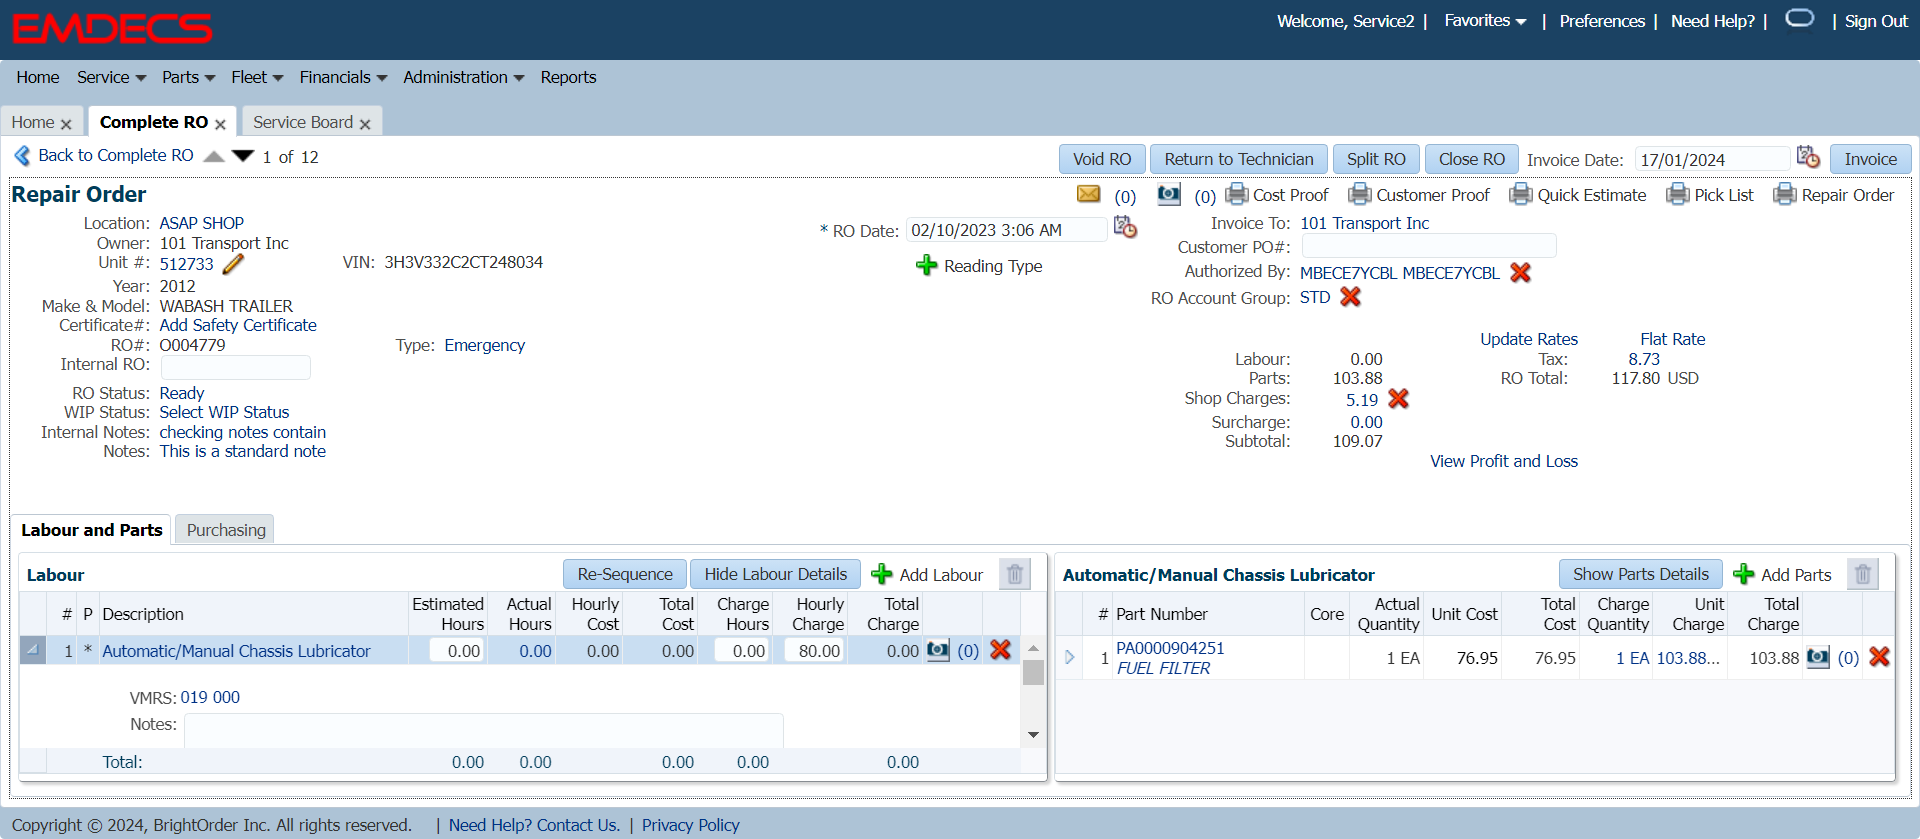 EMDECS
Welcome, Service2 | Favorites | Preferences | Need Help? | | Sign Out
Home Service Parts Fleet Financials Administration Reports
Home Complete RO Service Board
Back to Complete RO 1 of 12 Void RO Return to Technician Split RO Close RO Invoice Date: 17/01/2024 Invoice
Repair Order (0) (0) Cost Proof Customer Proof Quick Estimate Pick List Repair Order
Location: ASAP SHOP * RO Date: 02/10/2023 3:06 AM Invoice To: 101 Transport Inc
Owner: 101 Transport Inc Customer PO#:
Unit #: 512733 VIN: 3H3V332C2CT248034 Reading Type Authorized By: MBECE7YCBL MBECE7YCBL
Year: 2012 RO Account Group: STD
Make & Model: WABASH TRAILER
Certificate#: Add Safety Certificate Update Rates Flat Rate
RO#: O004779 Type: Emergency Labour: 0.00 Tax: 8.73
Internal RO: Parts: 103.88 RO Total: 117.80 USD
RO Status: Ready Shop Charges: 5.19
WIP Status: Select WIP Status Surcharge: 0.00
Internal Notes: checking notes contain Subtotal: 109.07
Notes: This is a standard note View Profit and Loss
Labour and Parts Purchasing
Labour Re-Sequence Hide Labour Details Add Labour
# P Description Estimated Hours Actual Hours Hourly Cost Total Cost Charge Hours Hourly Charge Total Charge
1 * Automatic/Manual Chassis Lubricator 0.00 0.00 0.00 0.00 0.00 80.00 0.00 (0)
VMRS: 019 000
Notes:
Total: 0.00 0.00 0.00 0.00 0.00
Automatic/Manual Chassis Lubricator Show Parts Details Add Parts
# Part Number Core Actual Quantity Unit Cost Total Cost Charge Quantity Unit Charge Total Charge
1 PA0000904251 1 EA 76.95 76.95 1 EA 103.88... 103.88 (0)
FUEL FILTER
Copyright © 2024, BrightOrder Inc. All rights reserved. | Need Help? Contact Us. | Privacy Policy